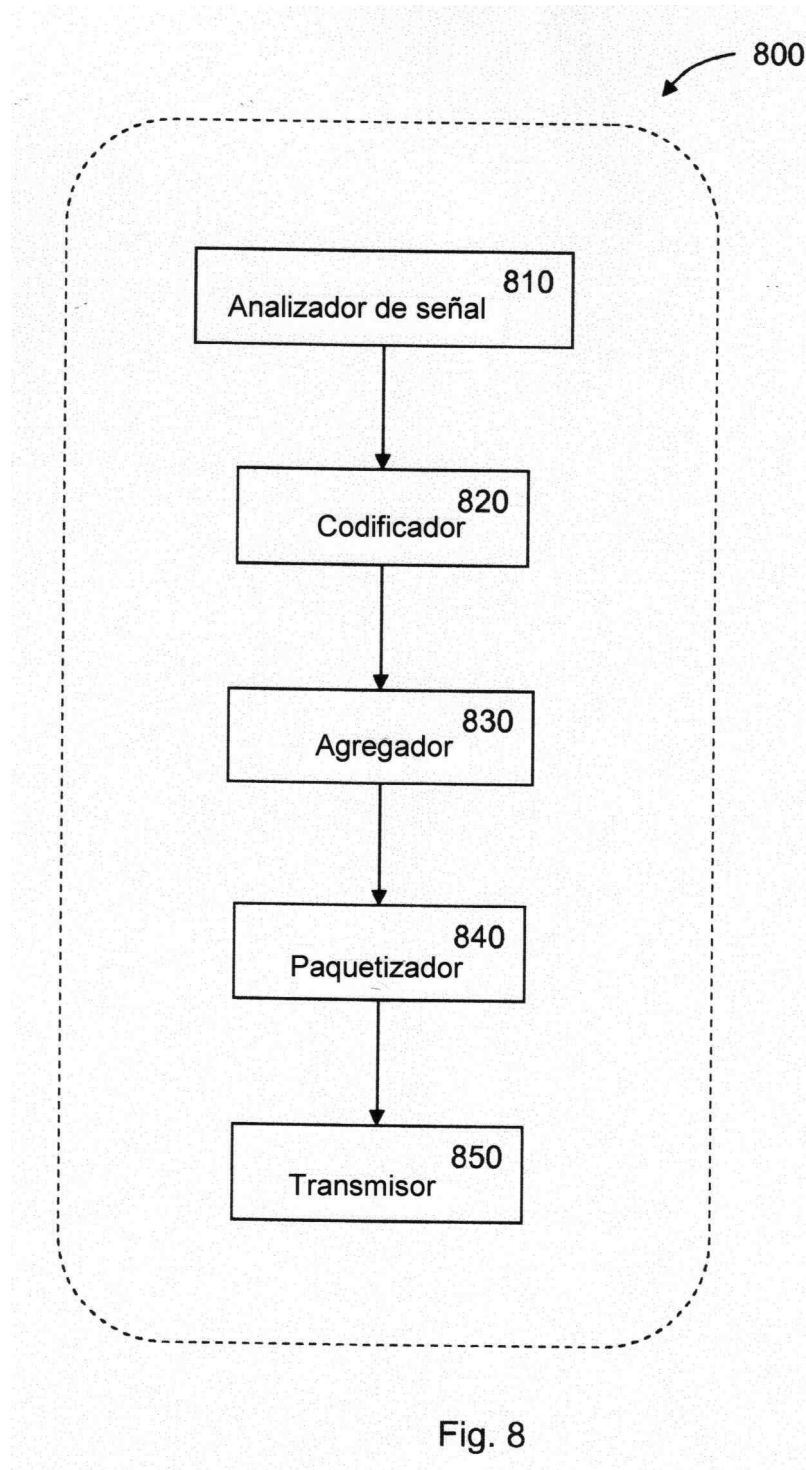 800
810
Analizador de señal
820
Codificador
830
Agregador
840
Paquetizador
850
Transmisor
Fig. 8